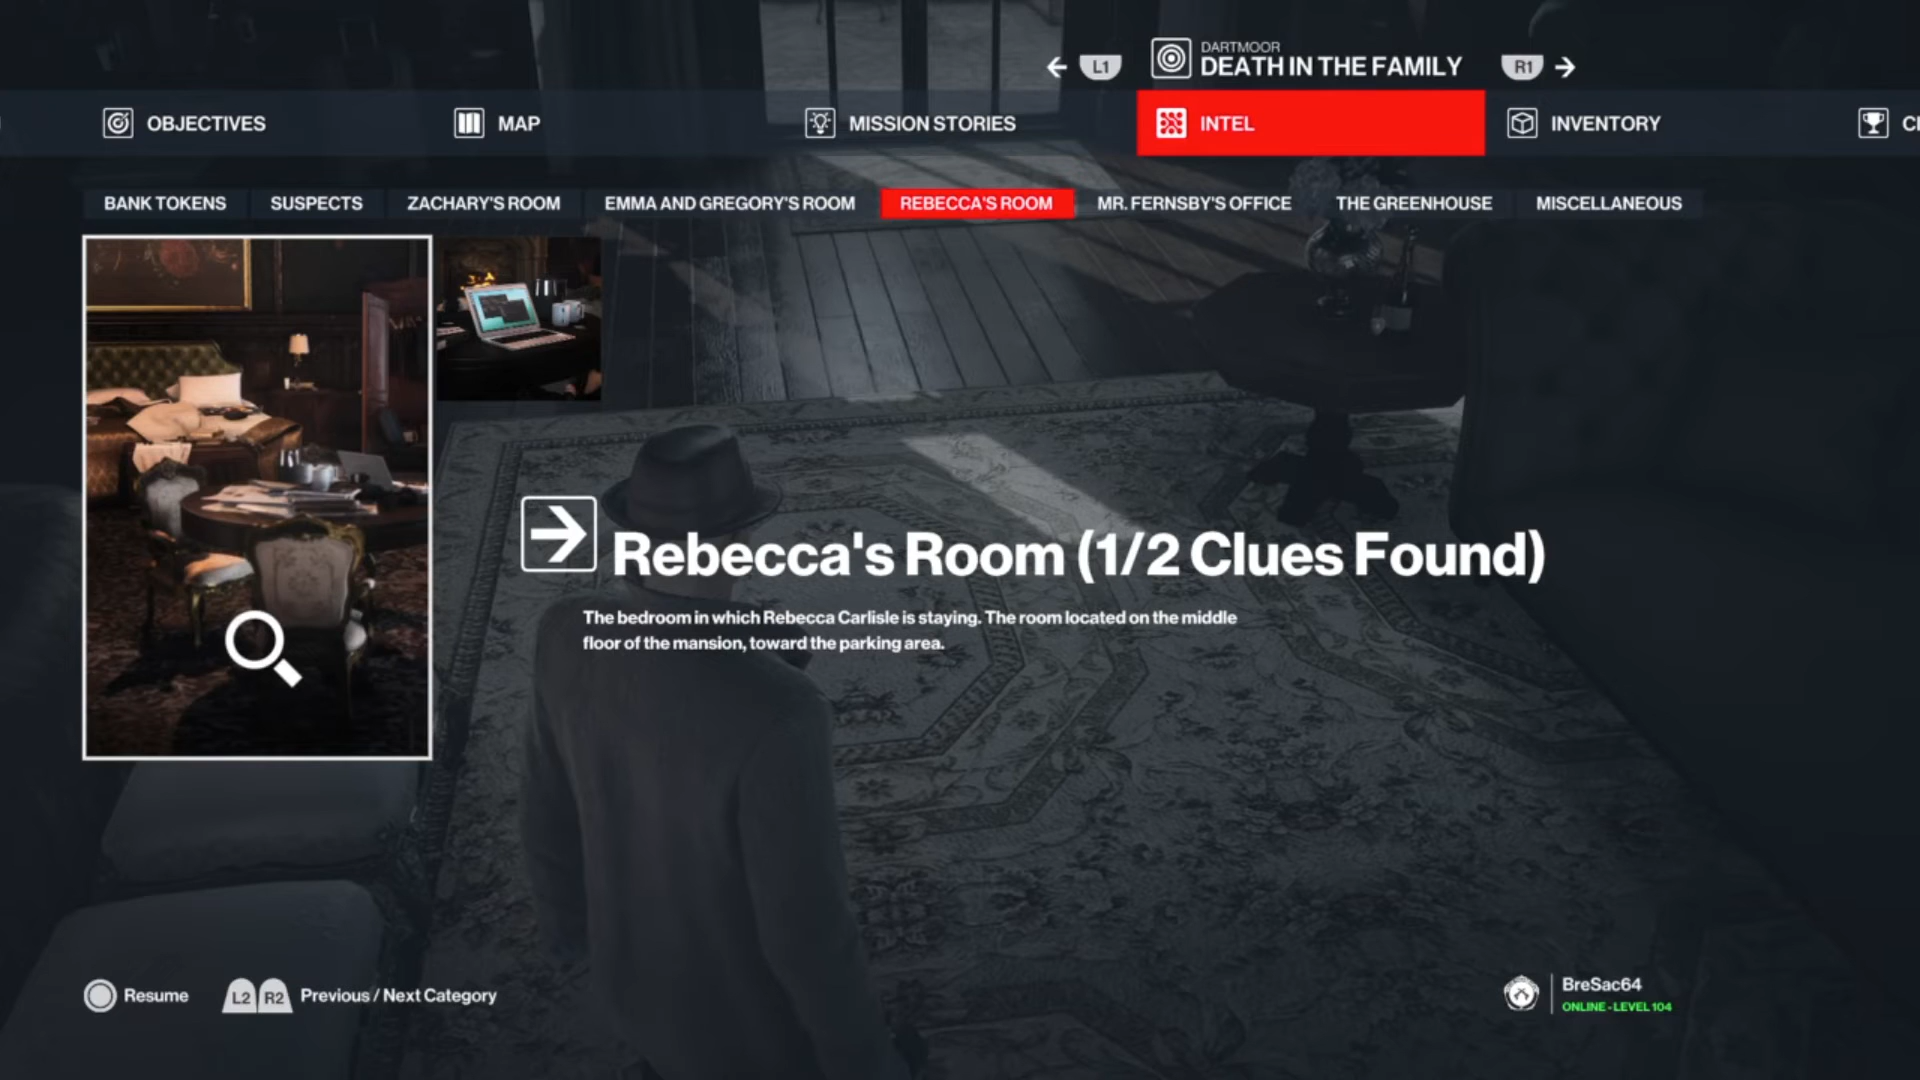 L1
DARTMOOR
DEATH IN THE FAMILY
R1
OBJECTIVES
MAP
MISSION STORIES
INTEL
INVENTORY
BANK TOKENS
SUSPECTS
ZACHARY'S ROOM
EMMA AND GREGORY'S ROOM
REBECCA'S ROOM
MR. FERNSBY'S OFFICE
THE GREENHOUSE
MISCELLANEOUS
Rebecca's Room (1/2 Clues Found)
The bedroom in which Rebecca Carlisle is staying. The room located on the middle
floor of the mansion, toward the parking area.
Resume
L2 R2 Previous / Next Category
BreSac64
ONLINE - LEVEL 104